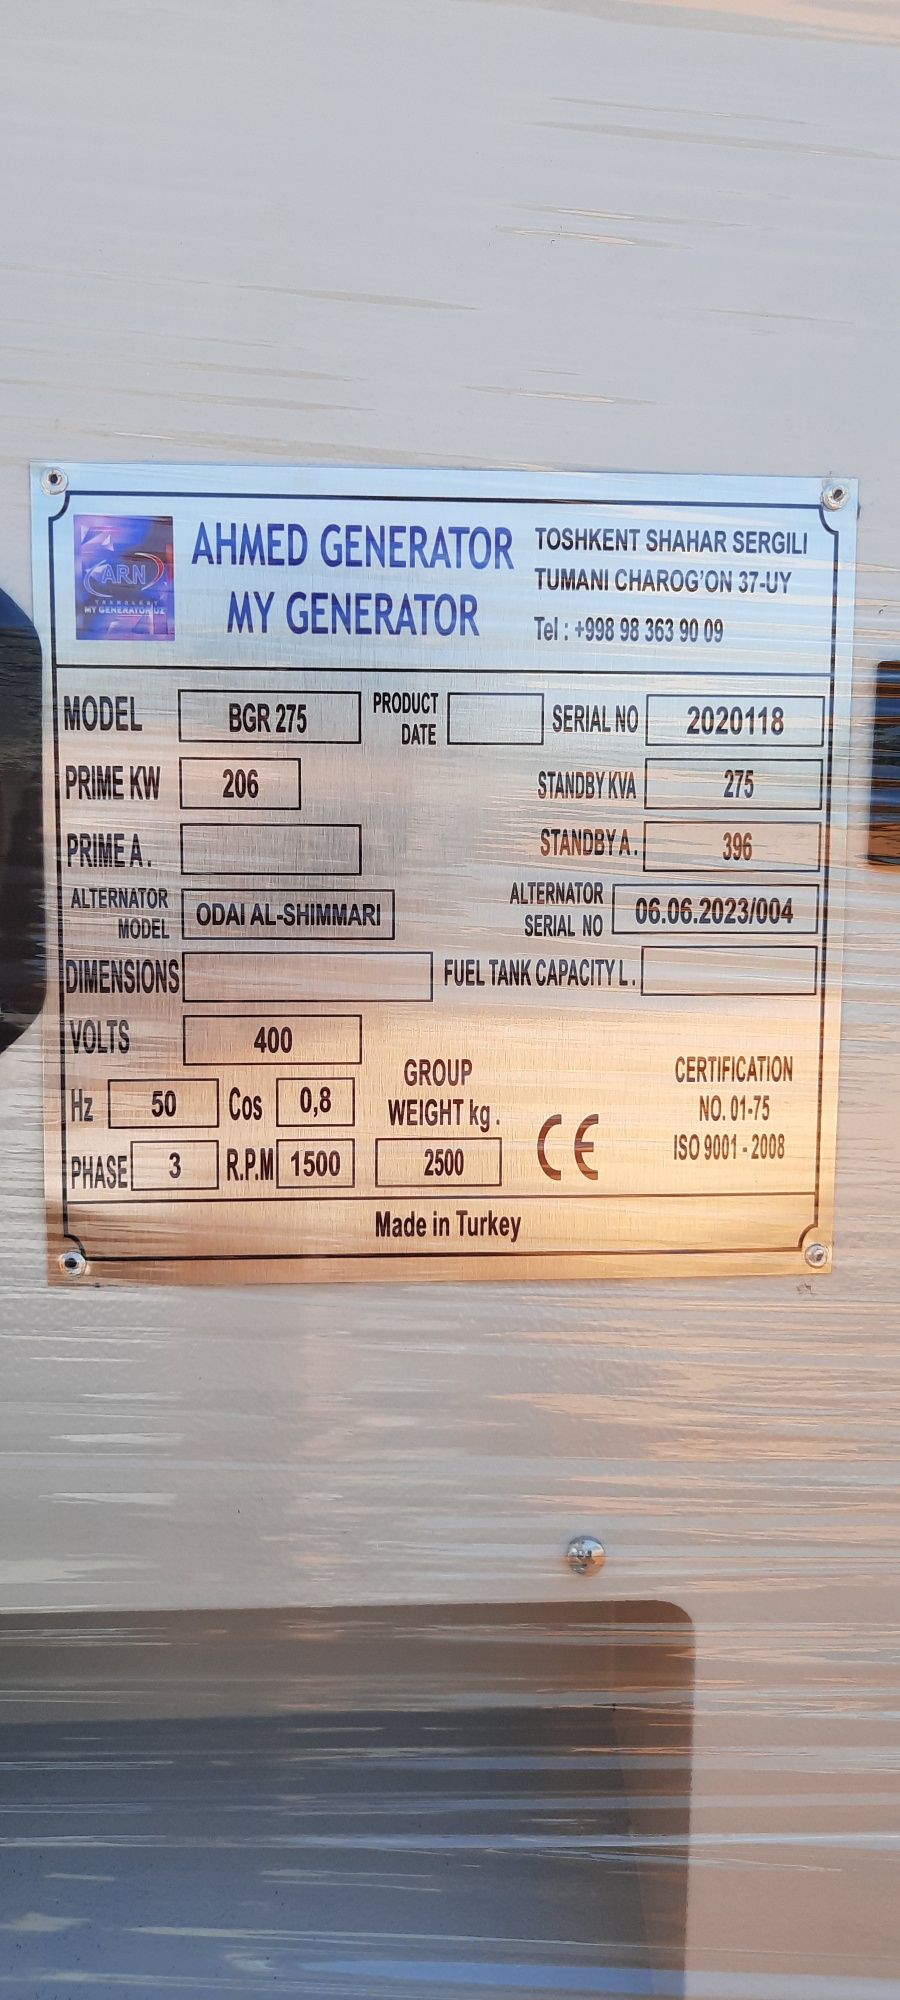 ARN
TEXNOLOGY
MY GENERATOR UZ
AHMED GENERATOR
MY GENERATOR
TOSHKENT SHAHAR SERGILI
TUMANI CHAROG'ON 37-UY
Tel : +998 98 363 90 09
MODEL BGR 275 PRODUCT DATE SERIAL NO 2020118
PRIME KW 206 STANDBY KVA 275
PRIME A. STANDBY A. 396
ALTERNATOR MODEL ODAI AL-SHIMMARI ALTERNATOR SERIAL NO 06.06.2023/004
DIMENSIONS FUEL TANK CAPACITY L.
VOLTS 400
Hz 50 Cos 0,8
PHASE 3 R.P.M 1500
GROUP
WEIGHT kg.
2500
CE
CERTIFICATION
NO. 01-75
ISO 9001 - 2008
Made in Turkey